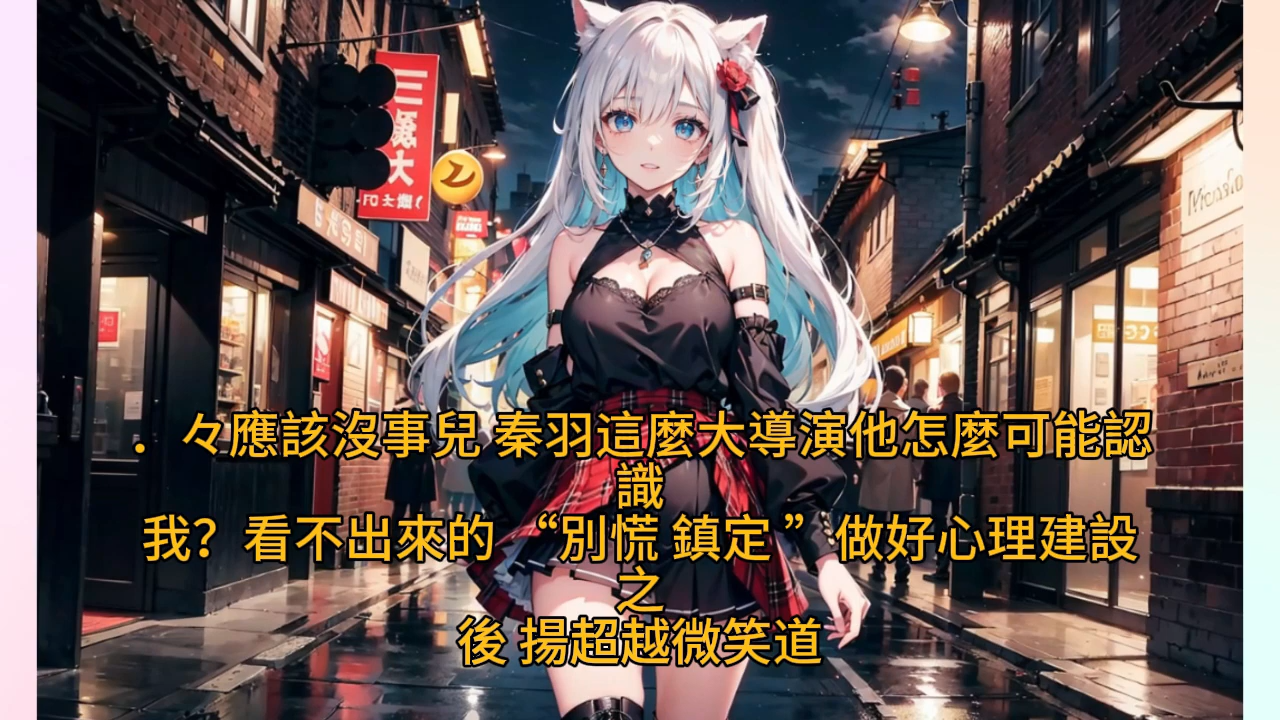 ．々應該沒事兒 秦羽這麼大導演他怎麼可能認
識
我？看不出來的 “別慌 鎮定 ” 做好心理建設
之
後 揚超越微笑道